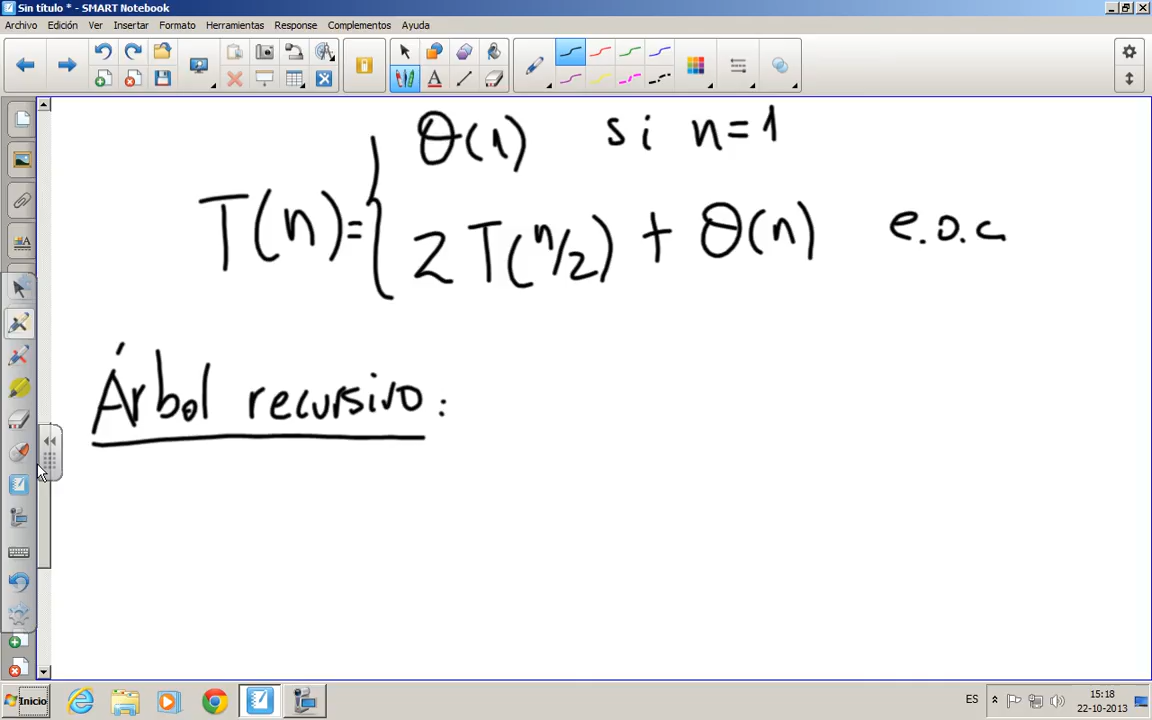 Sin título * - SMART Notebook
Archivo Edición Ver Insertar Formato Herramientas Response Complementos Ayuda
Θ(1) si n=1
T(n)={
2T(n/2) + Θ(n) e.o.c
Árbol recursivo:
Inicio
ES
15:18
22-10-2013